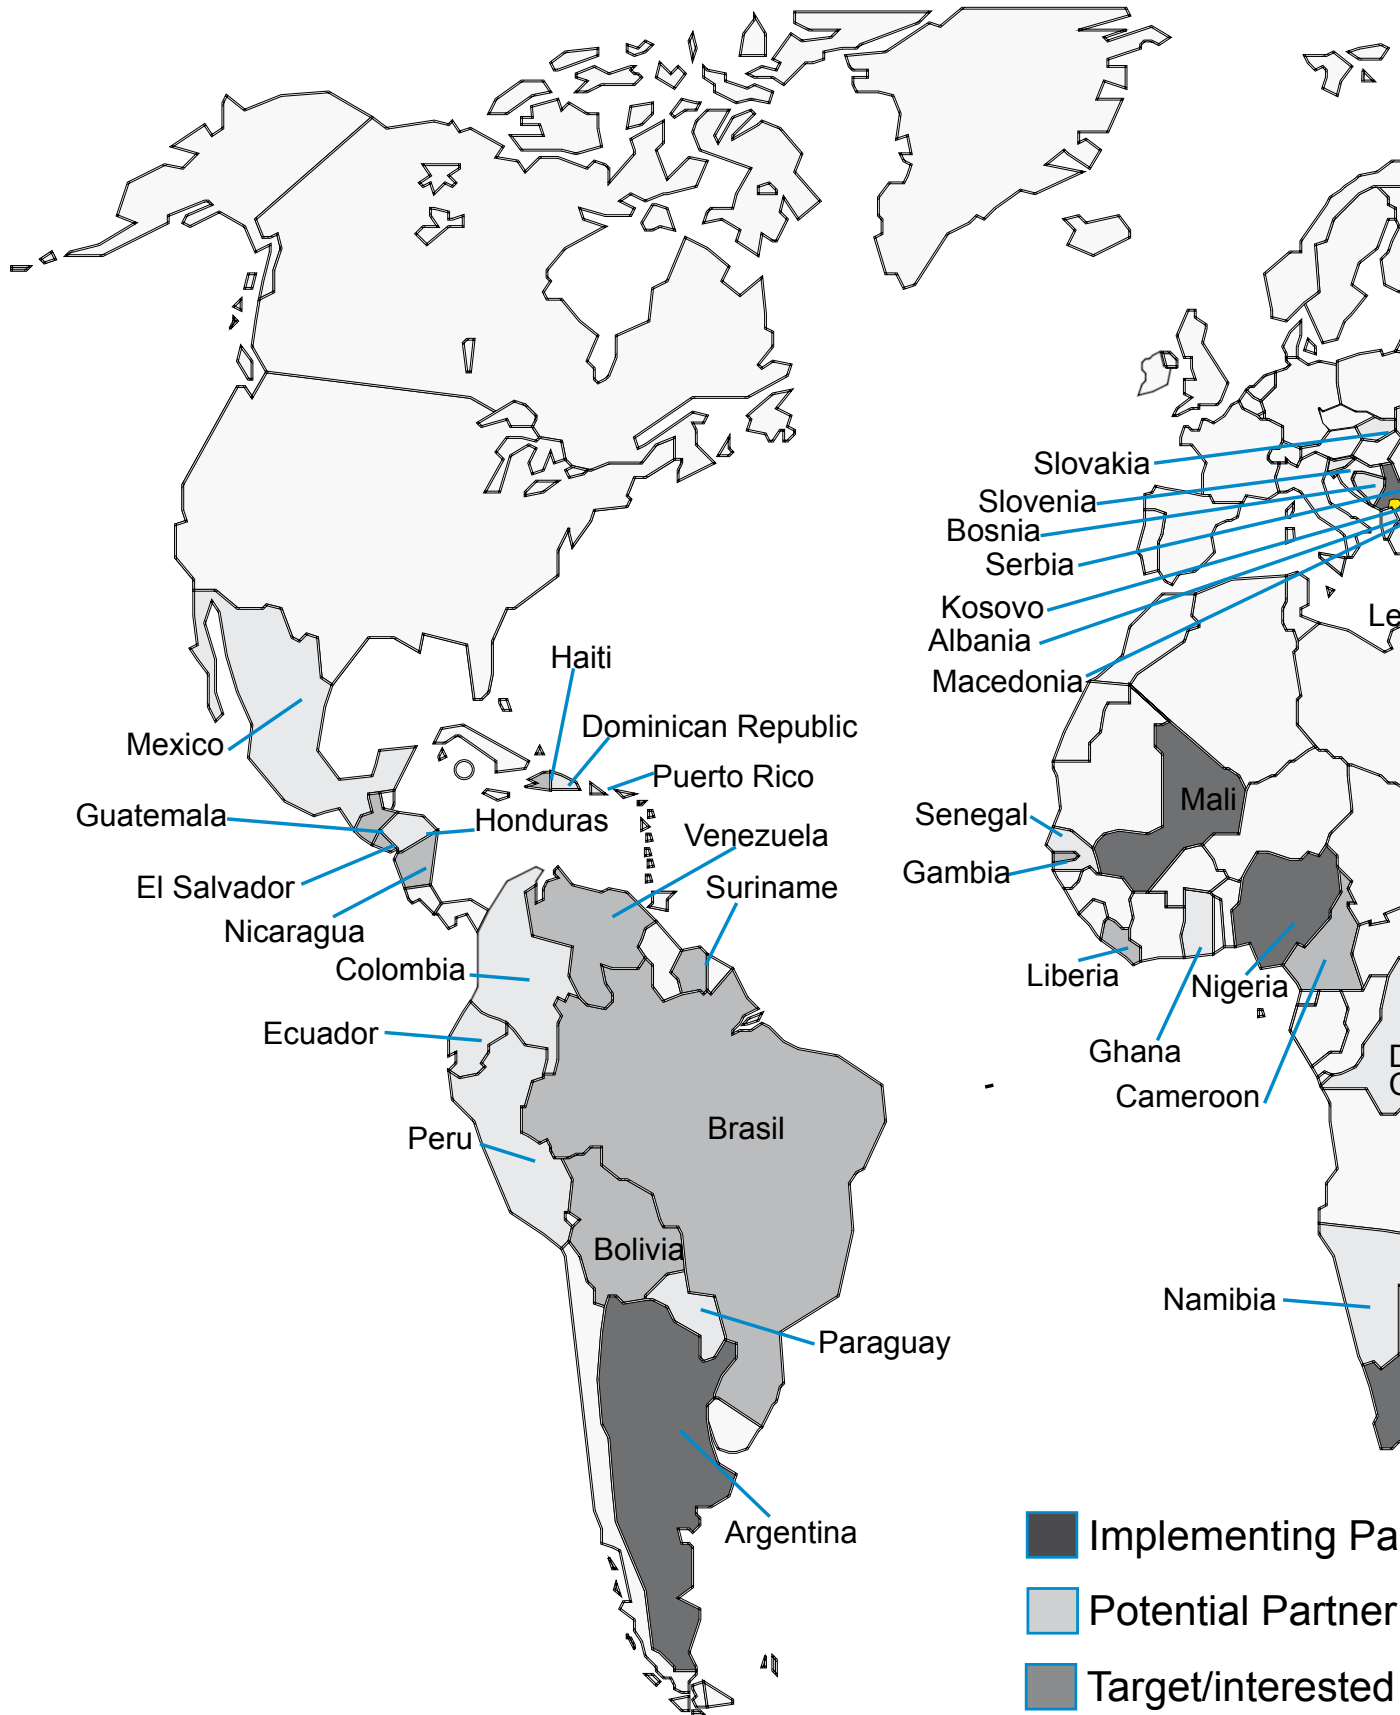 Slovakia
Slovenia
Bosnia
Serbia
Kosovo
Albania
Macedonia
Le
Haiti
Dominican Republic
Mexico
Puerto Rico
Guatemala
Honduras
Venezuela
El Salvador
Suriname
Nicaragua
Colombia
Ecuador
Peru
Brasil
Bolivia
Paraguay
Argentina
Mali
Senegal
Gambia
Liberia
Nigeria
Ghana
Cameroon
D
C
Namibia
Implementing Pa
Potential Partner
Target/interested